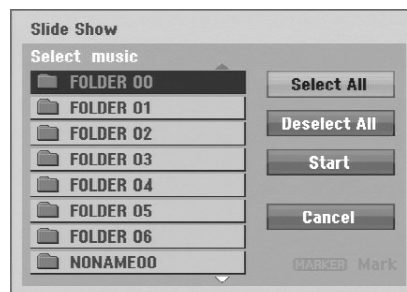 Slide Show
Select music
FOLDER 00
FOLDER 01
FOLDER 02
FOLDER 03
FOLDER 04
FOLDER 05
FOLDER 06
NONAME00
Select All
Deselect All
Start
Cancel
MARKER Mark